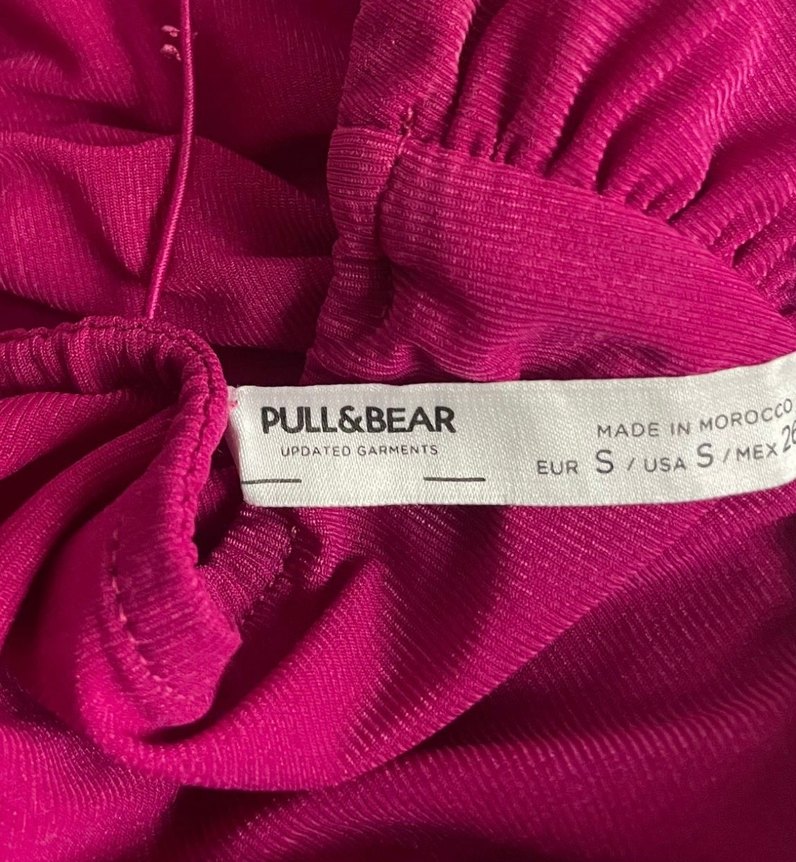 PULL&BEAR
UPDATED GARMENTS
MADE IN MOROCCO
EUR S / USA S / MEX 26